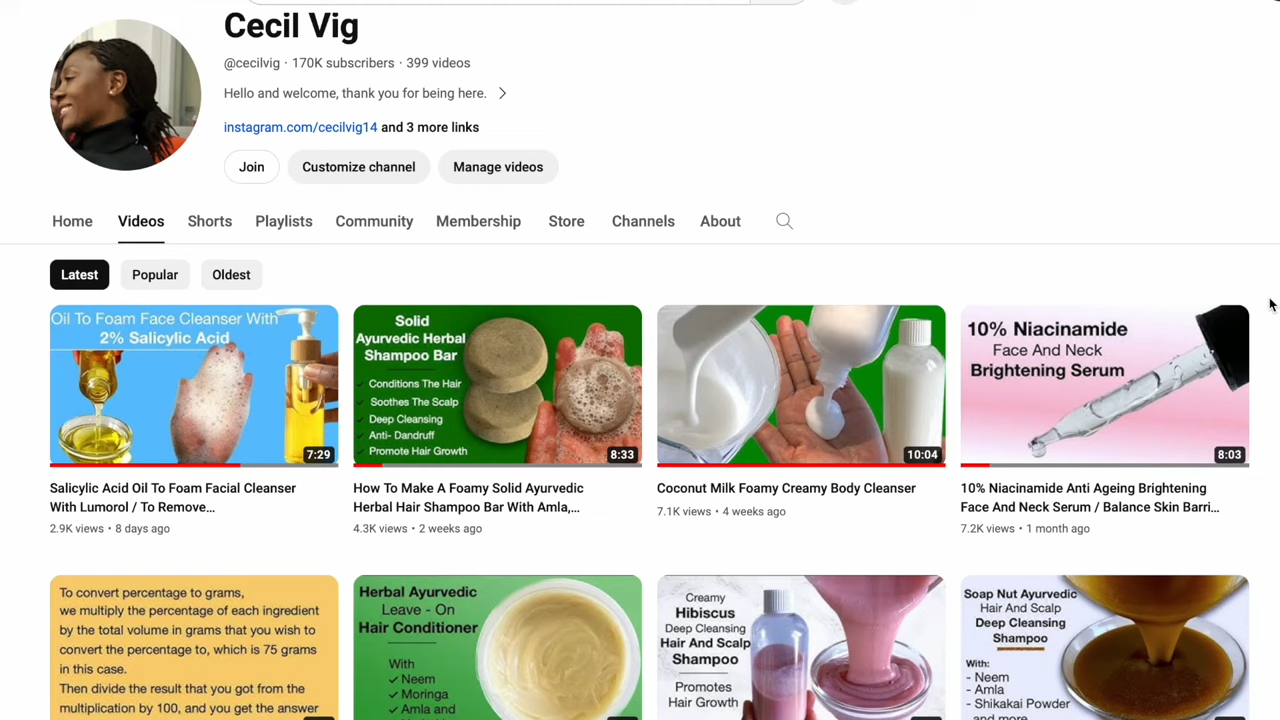 Cecil Vig
@cecilvig · 170K subscribers · 399 videos
Hello and welcome, thank you for being here.
instagram.com/cecilvig14 and 3 more links
Join Customize channel Manage videos
Home Videos Shorts Playlists Community Membership Store Channels About
Latest Popular Oldest
Oil To Foam Face Cleanser With
2% Salicylic Acid
7:29
Solid
Ayurvedic Herbal
Shampoo Bar
✓ Conditions The Hair
✓ Soothes The Scalp
✓ Deep Cleansing
✓ Anti- Dandruff
✓ Promote Hair Growth
8:33
10:04
10% Niacinamide
Face And Neck
Brightening Serum
8:03
Salicylic Acid Oil To Foam Facial Cleanser
With Lumorol / To Remove…
2.9K views · 8 days ago
How To Make A Foamy Solid Ayurvedic
Herbal Hair Shampoo Bar With Amla,…
4.3K views · 2 weeks ago
Coconut Milk Foamy Creamy Body Cleanser
7.1K views · 4 weeks ago
10% Niacinamide Anti Ageing Brightening
Face And Neck Serum / Balance Skin Barri…
7.2K views · 1 month ago
To convert percentage to grams,
we multiply the percentage of each ingredient
by the total volume in grams that you wish to
convert the percentage to, which is 75 grams
in this case.
Then divide the result that you got from the
multiplication by 100, and you get the answer
Herbal Ayurvedic
Leave - On
Hair Conditioner
With
✓ Neem
✓ Moringa
✓ Amla and
Creamy
Hibiscus
Deep Cleansing
Hair And Scalp
Shampoo
Promotes
Hair Growth
Soap Nut Ayurvedic
Hair And Scalp
Deep Cleansing
Shampoo
With:
- Neem
- Amla
- Shikakai Powder
and more